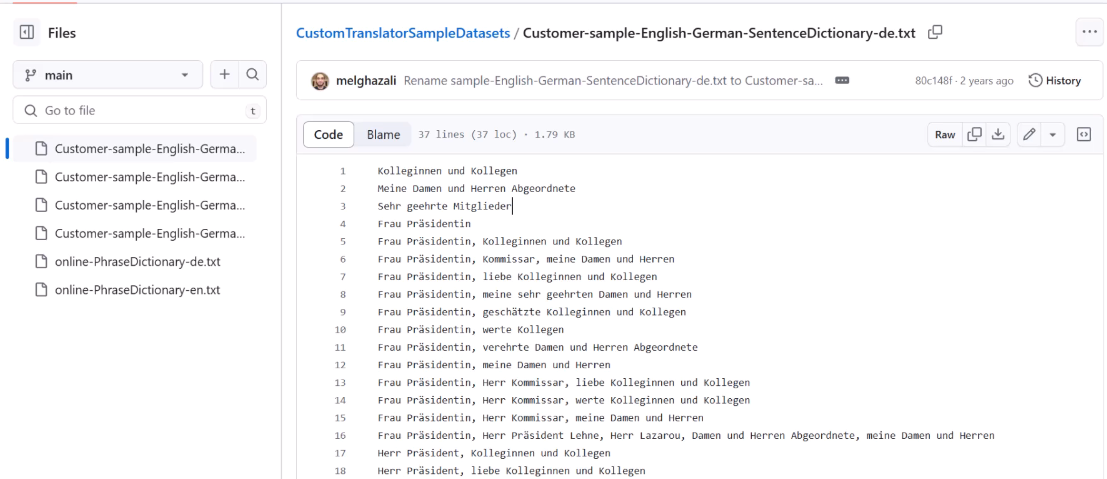 Files
main
Go to file
t
Customer-sample-English-Germa...
Customer-sample-English-Germa...
Customer-sample-English-Germa...
Customer-sample-English-Germa...
online-PhraseDictionary-de.txt
online-PhraseDictionary-en.txt
CustomTranslatorSampleDatasets / Customer-sample-English-German-SentenceDictionary-de.txt
melghazali Rename sample-English-German-SentenceDictionary-de.txt to Customer-sa... 80c148f · 2 years ago History
Code Blame 37 lines (37 loc) · 1.79 KB Raw
1 Kolleginnen und Kollegen
2 Meine Damen und Herren Abgeordnete
3 Sehr geehrte Mitglieder
4 Frau Präsidentin
5 Frau Präsidentin, Kolleginnen und Kollegen
6 Frau Präsidentin, Kommissar, meine Damen und Herren
7 Frau Präsidentin, liebe Kolleginnen und Kollegen
8 Frau Präsidentin, meine sehr geehrten Damen und Herren
9 Frau Präsidentin, geschätzte Kolleginnen und Kollegen
10 Frau Präsidentin, werte Kollegen
11 Frau Präsidentin, verehrte Damen und Herren Abgeordnete
12 Frau Präsidentin, meine Damen und Herren
13 Frau Präsidentin, Herr Kommissar, liebe Kolleginnen und Kollegen
14 Frau Präsidentin, Herr Kommissar, werte Kolleginnen und Kollegen
15 Frau Präsidentin, Herr Kommissar, meine Damen und Herren
16 Frau Präsidentin, Herr Präsident Lehne, Herr Lazarou, Damen und Herren Abgeordnete, meine Damen und Herren
17 Herr Präsident, Kolleginnen und Kollegen
18 Herr Präsident, liebe Kolleginnen und Kollegen